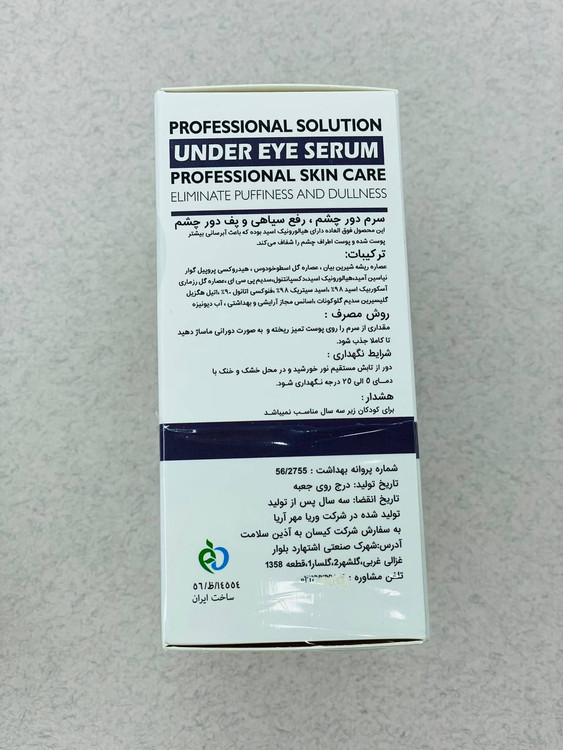 PROFESSIONAL SOLUTION
UNDER EYE SERUM
PROFESSIONAL SKIN CARE
ELIMINATE PUFFINESS AND DULLNESS
سرم دور چشم ، رفع سیاهی و پف دور چشم
این محصول فوق العاده دارای هیالورونیک اسید بوده که باعث آبرسانی بیشتر
پوست شده و پوست اطراف چشم را شفاف می‌کند.
ترکیبات:
عصاره ریشه شیرین بیان ، عصاره گل اسطوخودوس ، هیدروکسی پروپیل گوار
نیاسین آمید،هیالورونیک اسید،دکسپانتنول،سدیم پی سی ای،عصاره گل رزماری
آسکوربیک اسید ۹۸٪ ،اسید سیتریک ۹۸٪ ،فنوکسی اتانول ۹۰٪ ،اتیل هگزیل
گلیسیرین سدیم گلوکونات ،اسانس مجاز آرایشی و بهداشتی ، آب دیونیزه
روش مصرف :
مقداری از سرم را روی پوست تمیز ریخته و به صورت دورانی ماساژ دهید
تا کاملا جذب شود.
شرایط نگهداری :
دور از تابش مستقیم نور خورشید و در محل خشک و خنک با
دمـای ۵ الی ۲۵ درجه نگهداری شود.
هشدار :
برای کودکان زیر سه سال مناسب نمیباشد
شماره پروانه بهداشت : 56/2755
تاریخ تولید: درج روی جعبه
تاریخ انقضا: سه سال پس از تولید
تولید شده در شرکت وریا مهر آریا
به سفارش شرکت کیسان به آذین سلامت
آدرس:شهرک صنعتی اشتهارد بلوار
غزالی غربی،گلشهر2،گلسار1،قطعه 1358
تلفن مشاوره :
۵۶/ظ/۱٤۵۵٤
ساخت ایران